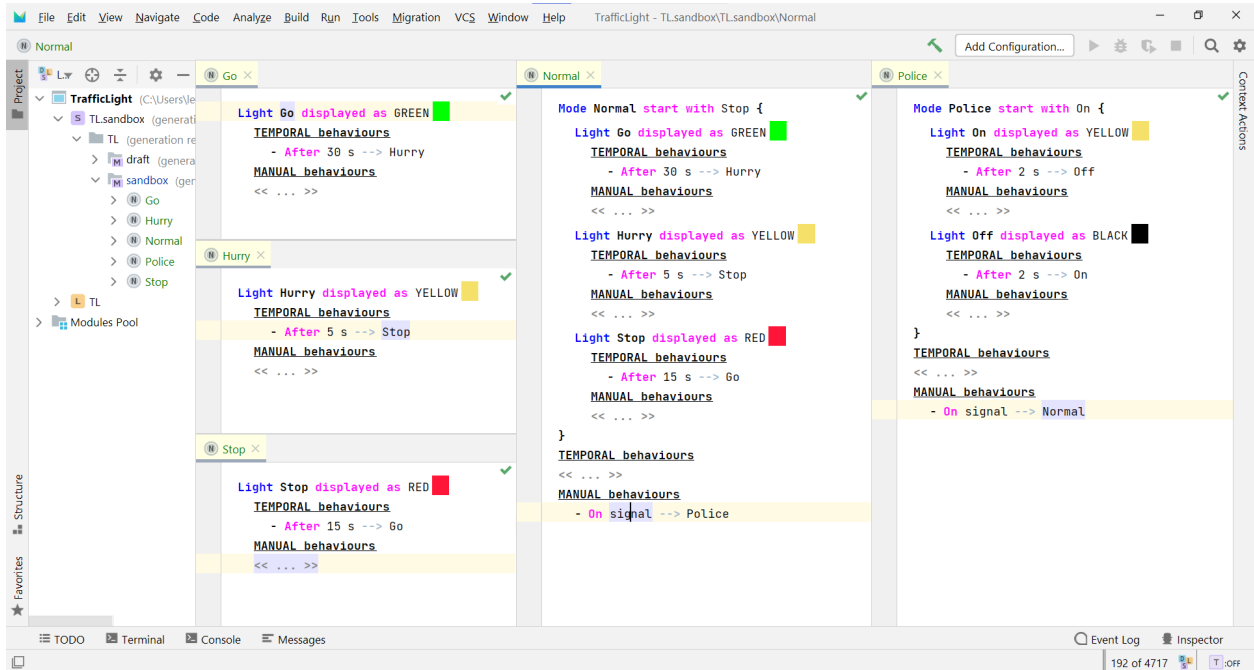 File Edit View Navigate Code Analyze Build Run Tools Migration VCS Window Help TrafficLight - TL.sandbox\TL.sandbox\Normal
N Normal
Add Configuration...
Project
L
TrafficLight (C:\Users\le
S TL.sandbox (generati
TL (generation re
M draft (genera
M sandbox (ger
N Go
N Hurry
N Normal
N Police
N Stop
L TL
Modules Pool
Structure
Favorites
N Go
Light Go displayed as GREEN
TEMPORAL behaviours
- After 30 s --> Hurry
MANUAL behaviours
<< ... >>
N Hurry
Light Hurry displayed as YELLOW
TEMPORAL behaviours
- After 5 s --> Stop
MANUAL behaviours
<< ... >>
N Stop
Light Stop displayed as RED
TEMPORAL behaviours
- After 15 s --> Go
MANUAL behaviours
<< ... >>
N Normal
Mode Normal start with Stop {
Light Go displayed as GREEN
TEMPORAL behaviours
- After 30 s --> Hurry
MANUAL behaviours
<< ... >>
Light Hurry displayed as YELLOW
TEMPORAL behaviours
- After 5 s --> Stop
MANUAL behaviours
<< ... >>
Light Stop displayed as RED
TEMPORAL behaviours
- After 15 s --> Go
MANUAL behaviours
<< ... >>
}
TEMPORAL behaviours
<< ... >>
MANUAL behaviours
- On signal --> Police
N Police
Mode Police start with On {
Light On displayed as YELLOW
TEMPORAL behaviours
- After 2 s --> Off
MANUAL behaviours
<< ... >>
Light Off displayed as BLACK
TEMPORAL behaviours
- After 2 s --> On
MANUAL behaviours
<< ... >>
}
TEMPORAL behaviours
<< ... >>
MANUAL behaviours
- On signal --> Normal
Context Actions
TODO Terminal Console Messages Event Log Inspector
192 of 4717 T :OFF